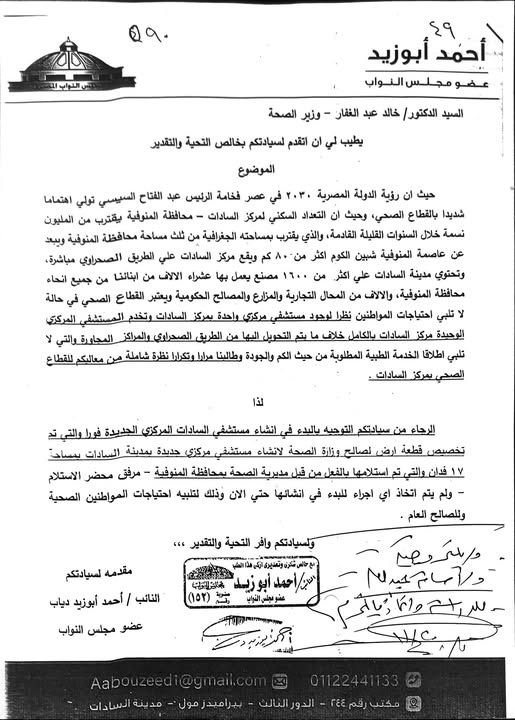 ٤٩
٥٩٠
أحمد أبوزيد
عضو مجلس النواب
مجلس النواب المصري
السيد الدكتور/ خالد عبد الغفار – وزير الصحة
يطيب لي ان اتقدم لسيادتكم بخالص التحية والتقدير
الموضوع
حيث ان رؤية الدولة المصرية ٢٠٣٠ في عصر فخامة الرئيس عبد الفتاح السيسي تولي اهتماما
شديدا بالقطاع الصحي، وحيث ان التعداد السكني لمركز السادات – محافظة المنوفية يقترب من المليون
نسمة خلال السنوات القليلة القادمة، والذي يقترب بمساحته الجغرافية من ثلث مساحة محافظة المنوفية ويبعد
عن عاصمة المنوفية شبين الكوم اكثر من ٨٠ كم ويقع مركز السادات علي الطريق الصحراوي مباشرة،
وتحتوي مدينة السادات علي اكثر من ١٦٠٠ مصنع يعمل بها عشراء الالاف من ابنائنا من جميع انحاء
محافظة المنوفية، والالاف من المحال التجارية والمزارع والمصالح الحكومية ويعتبر القطاع الصحي في حالة
لا تلبي احتياجات المواطنين نظرا لوجود مستشفي مركزي واحدة بمركز السادات وتخدم المستشفي المركزي
الوحيدة مركز السادات بالكامل خلاف ما يتم التحويل اليها من الطريق الصحراوي والمراكز المجاورة والتي لا
تلبي اطلاقا الخدمة الطبية المطلوبة من حيث الكم والجودة وطالبنا مرارا وتكرارا نظرة شاملة من معاليكم للقطاع
الصحي بمركز السادات .
لذا
الرجاء من سيادتكم التوجيه بالبدء في انشاء مستشفي السادات المركزي الجديدة فورا والتي تم
تخصيص قطعة ارض لصالح وزارة الصحة لانشاء مستشفي مركزي جديدة بمدينة السادات بمساحة
١٧ فدان والتي تم استلامها بالفعل من قبل مديرية الصحة بمحافظة المنوفية – مرفق محضر الاستلام
– ولم يتم اتخاذ اي اجراء للبدء في انشائها حتي الان وذلك لتلبيه احتياجات المواطنين الصحية
وللصالح العام .
ولسيادتكم وافر التحية والتقدير ،،،
مقدمه لسيادتكم
النائب / أحمد أبوزيد دياب
عضو مجلس النواب
مع خالص شكري وتقديري ازكي هذا الطلب
النائب/ أحمد أبو زيد
عضو مجلس النواب
(١٥٢)
Aabouzeed1@gmail.com
01122441133
مكتب رقم ٢٤٤ - الدور الثالث - بيراميدز مول - مدينة السادات